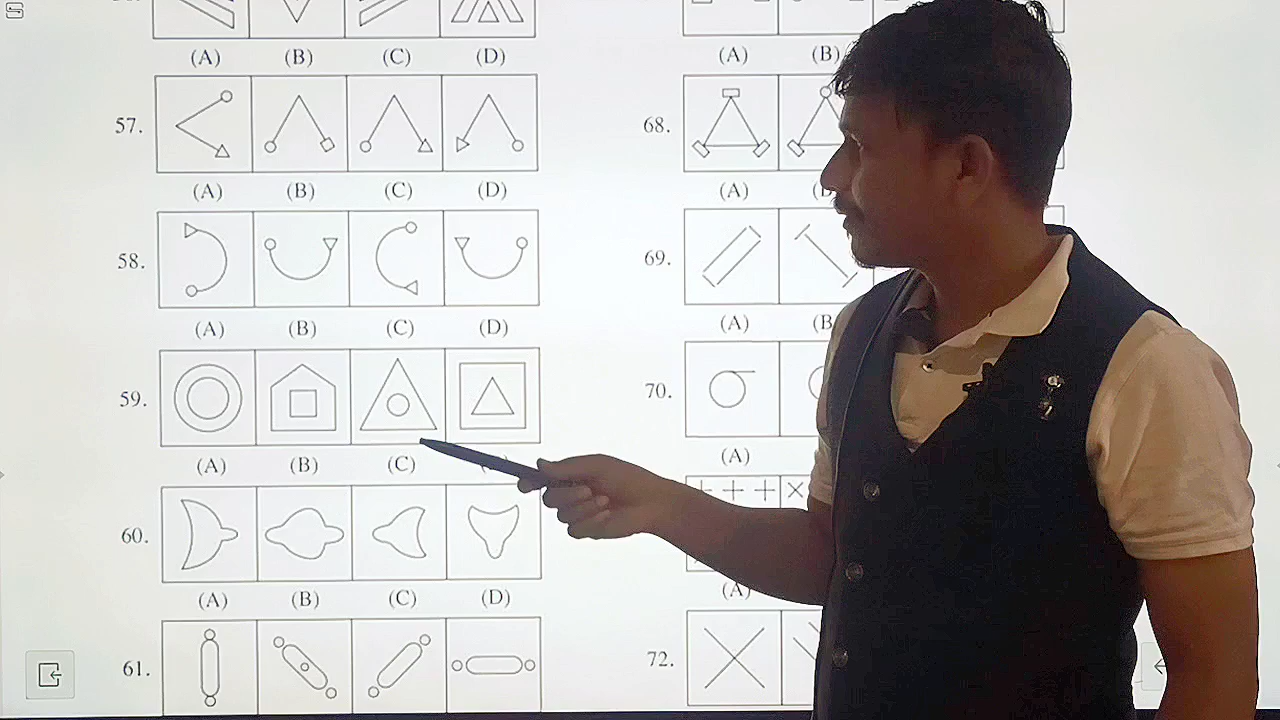 (A) (B) (C) (D)
57.
(A) (B) (C) (D)
58.
(A) (B) (C) (D)
59.
(A) (B) (C)
60.
(A) (B) (C) (D)
61.
(A) (B)
68.
(A)
69.
(A) (B
70.
(A)
(A)
72.